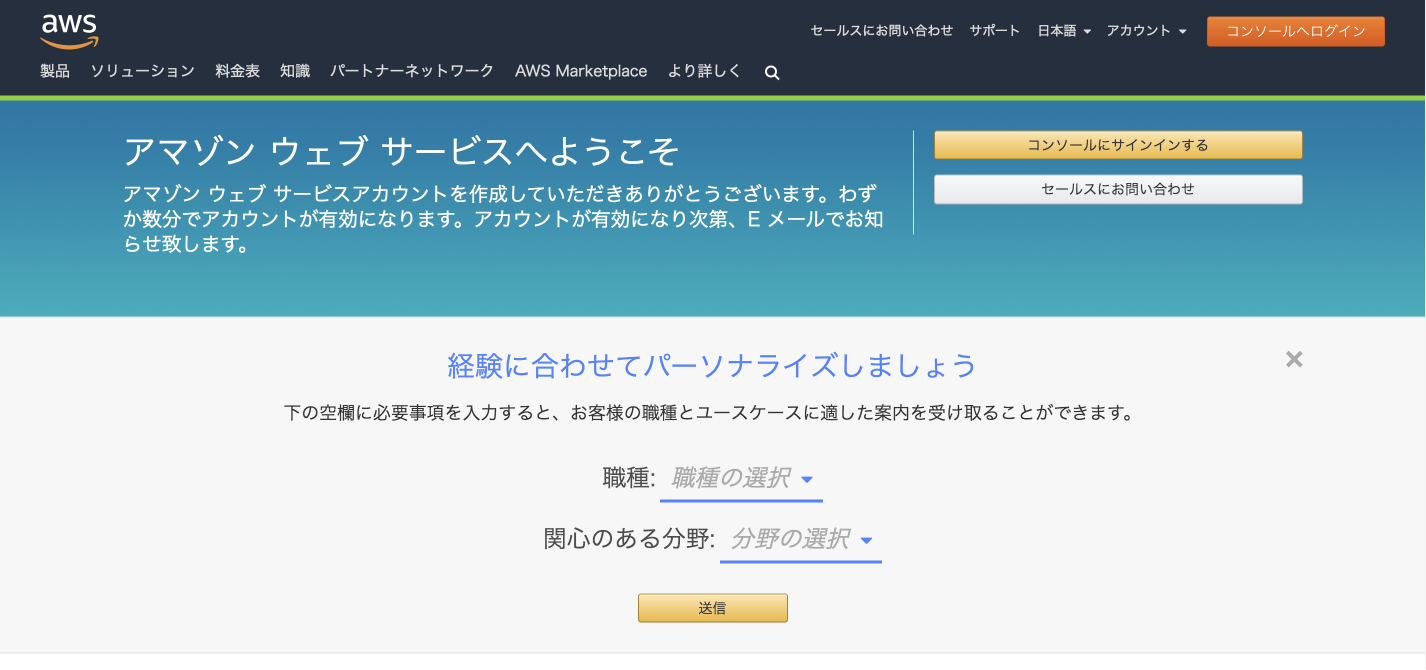 aws
セールスにお問い合わせ サポート 日本語 アカウント コンソールへログイン
製品 ソリューション 料金表 知識 パートナーネットワーク AWS Marketplace より詳しく
アマゾン ウェブ サービスへようこそ
アマゾン ウェブ サービスアカウントを作成していただきありがとうございます。わず
か数分でアカウントが有効になります。アカウントが有効になり次第、E メールでお知
らせ致します。
コンソールにサインインする
セールスにお問い合わせ
経験に合わせてパーソナライズしましょう
下の空欄に必要事項を入力すると、お客様の職種とユースケースに適した案内を受け取ることができます。
職種: 職種の選択
関心のある分野: 分野の選択
送信